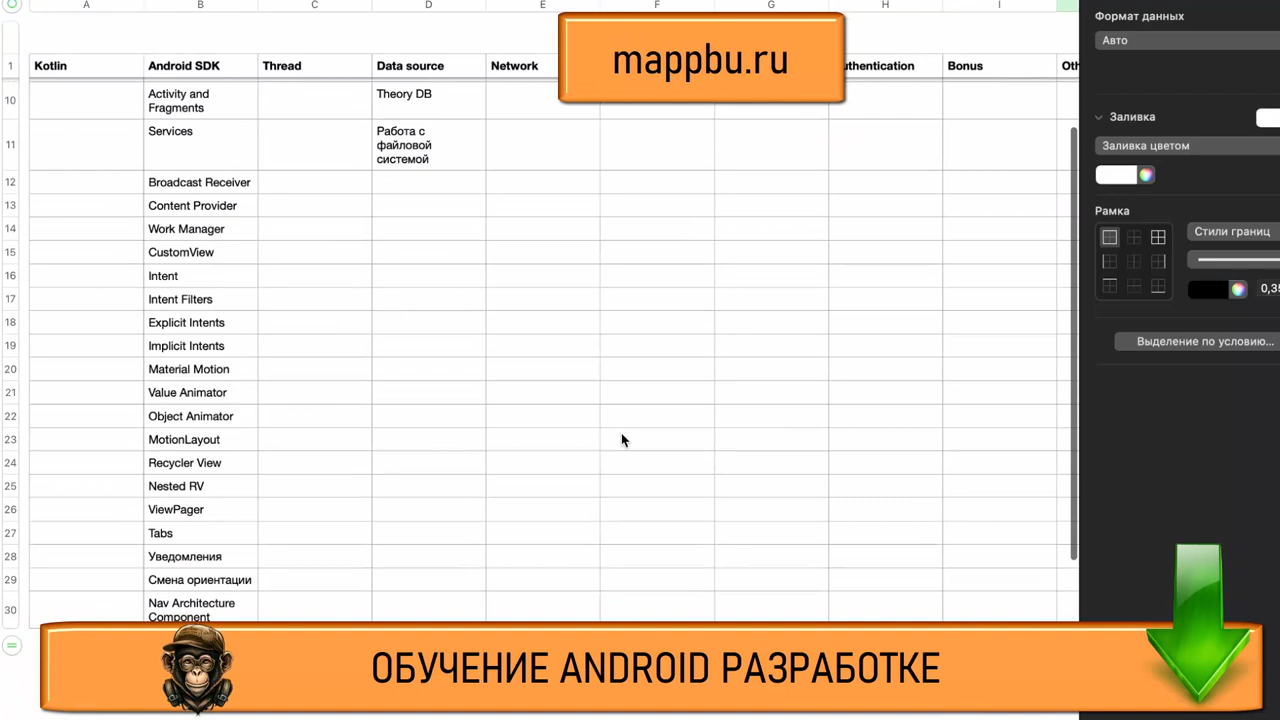 A B C D E F G H I
mappbu.ru
1 Kotlin Android SDK Thread Data source Network uthentication Bonus Oth
10 Activity and Fragments Theory DB
11 Services Работа с файловой системой
12 Broadcast Receiver
13 Content Provider
14 Work Manager
15 CustomView
16 Intent
17 Intent Filters
18 Explicit Intents
19 Implicit Intents
20 Material Motion
21 Value Animator
22 Object Animator
23 MotionLayout
24 Recycler View
25 Nested RV
26 ViewPager
27 Tabs
28 Уведомления
29 Смена ориентации
30 Nav Architecture Component
Формат данных
Авто
Заливка
Заливка цветом
Рамка
Стили границ
0,35
Выделение по условию...
ОБУЧЕНИЕ ANDROID РАЗРАБОТКЕ